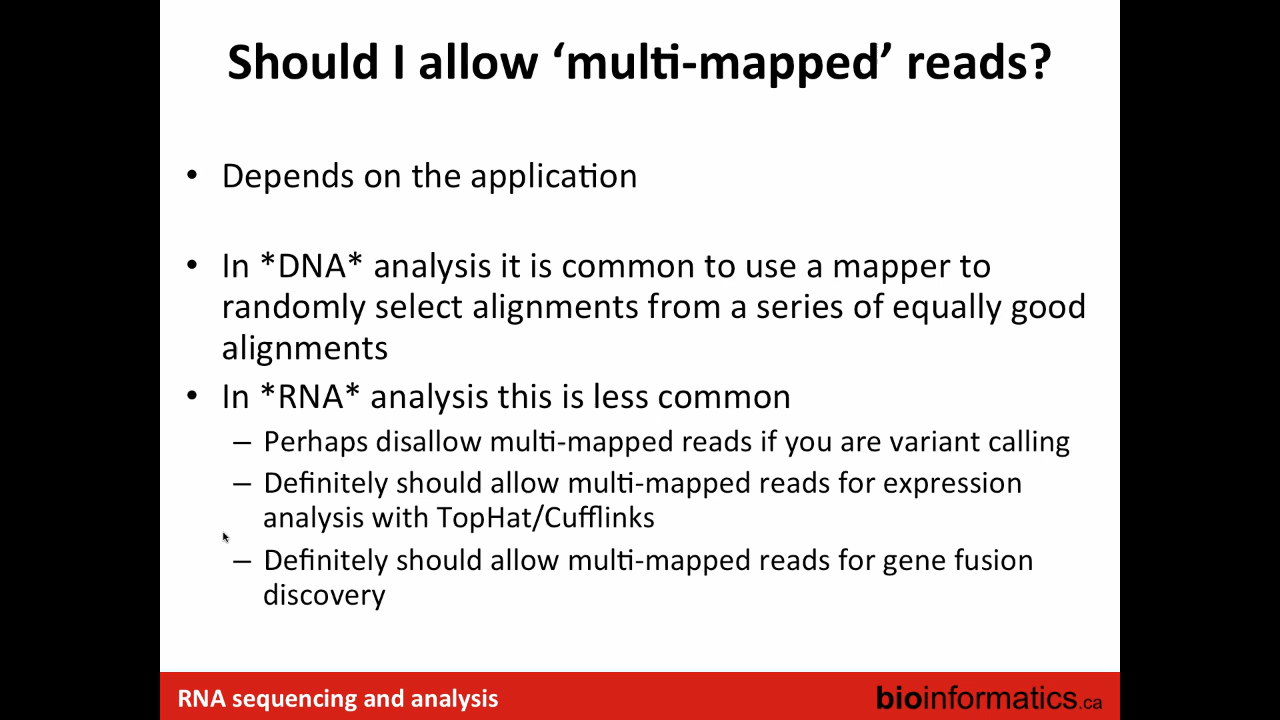 Should I allow ‘multi-mapped’ reads?
• Depends on the application
• In *DNA* analysis it is common to use a mapper to
randomly select alignments from a series of equally good
alignments
• In *RNA* analysis this is less common
– Perhaps disallow multi-mapped reads if you are variant calling
– Definitely should allow multi-mapped reads for expression
analysis with TopHat/Cufflinks
– Definitely should allow multi-mapped reads for gene fusion
discovery
RNA sequencing and analysis
bioinformatics.ca